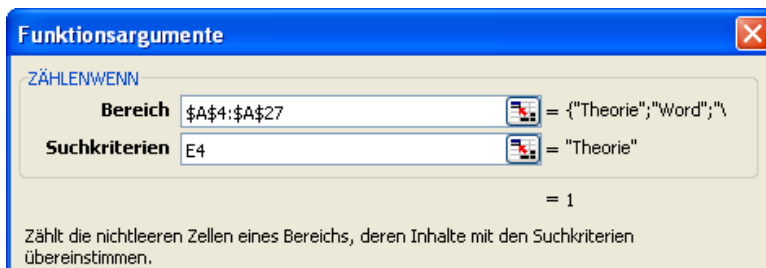 Funktionsargumente
ZÄHLENWENN
Bereich $A$4:$A$27 = {"Theorie";"Word";"\
Suchkriterien E4 = "Theorie"
= 1
Zählt die nichtleeren Zellen eines Bereichs, deren Inhalte mit den Suchkriterien
übereinstimmen.